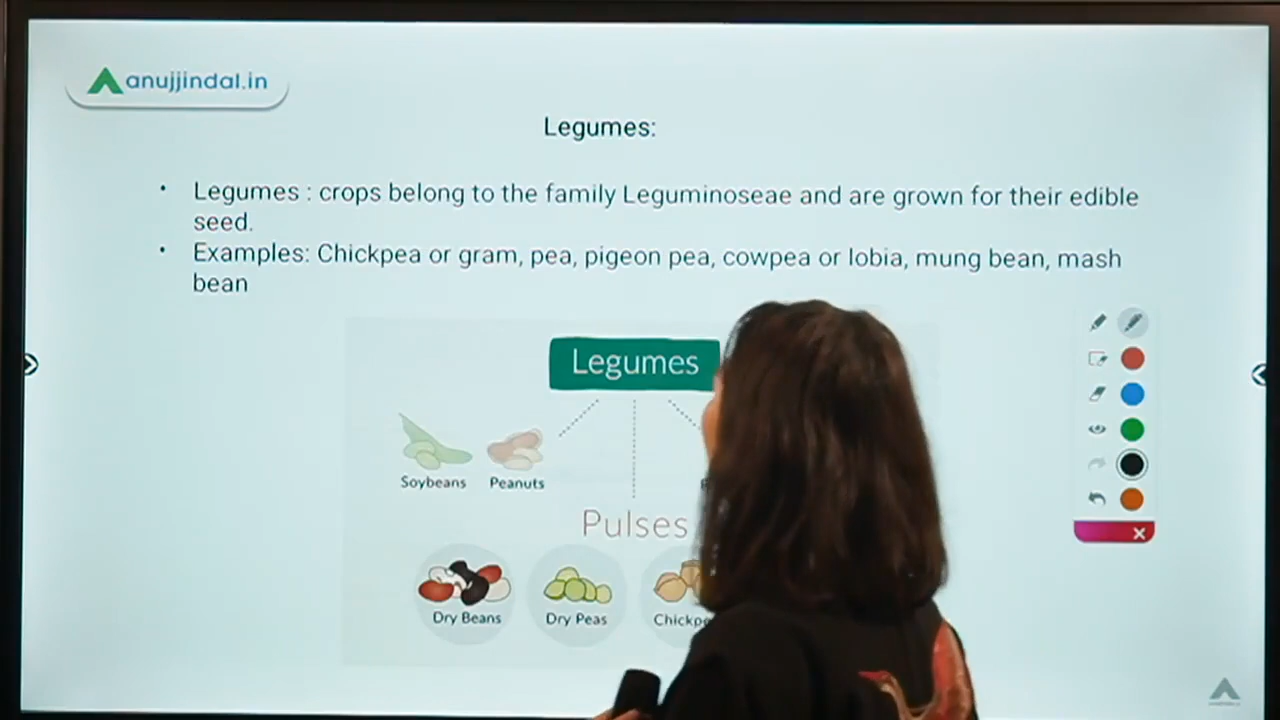 anujjindal.in
Legumes:
• Legumes : crops belong to the family Leguminoseae and are grown for their edible
seed.
• Examples: Chickpea or gram, pea, pigeon pea, cowpea or lobia, mung bean, mash
bean
Legumes
Soybeans Peanuts
Pulses
Dry Beans Dry Peas